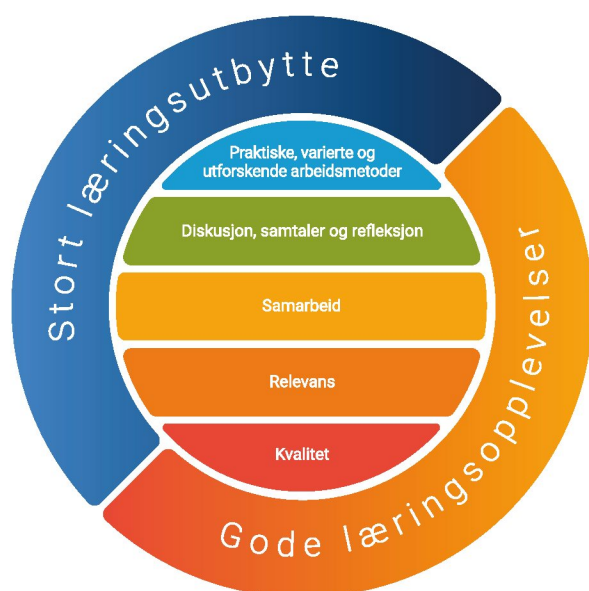 Stort læringsutbytte
Praktiske, varierte og
utforskende arbeidsmetoder
Diskusjon, samtaler og refleksjon
Samarbeid
Relevans
Kvalitet
Gode læringsopplevelser